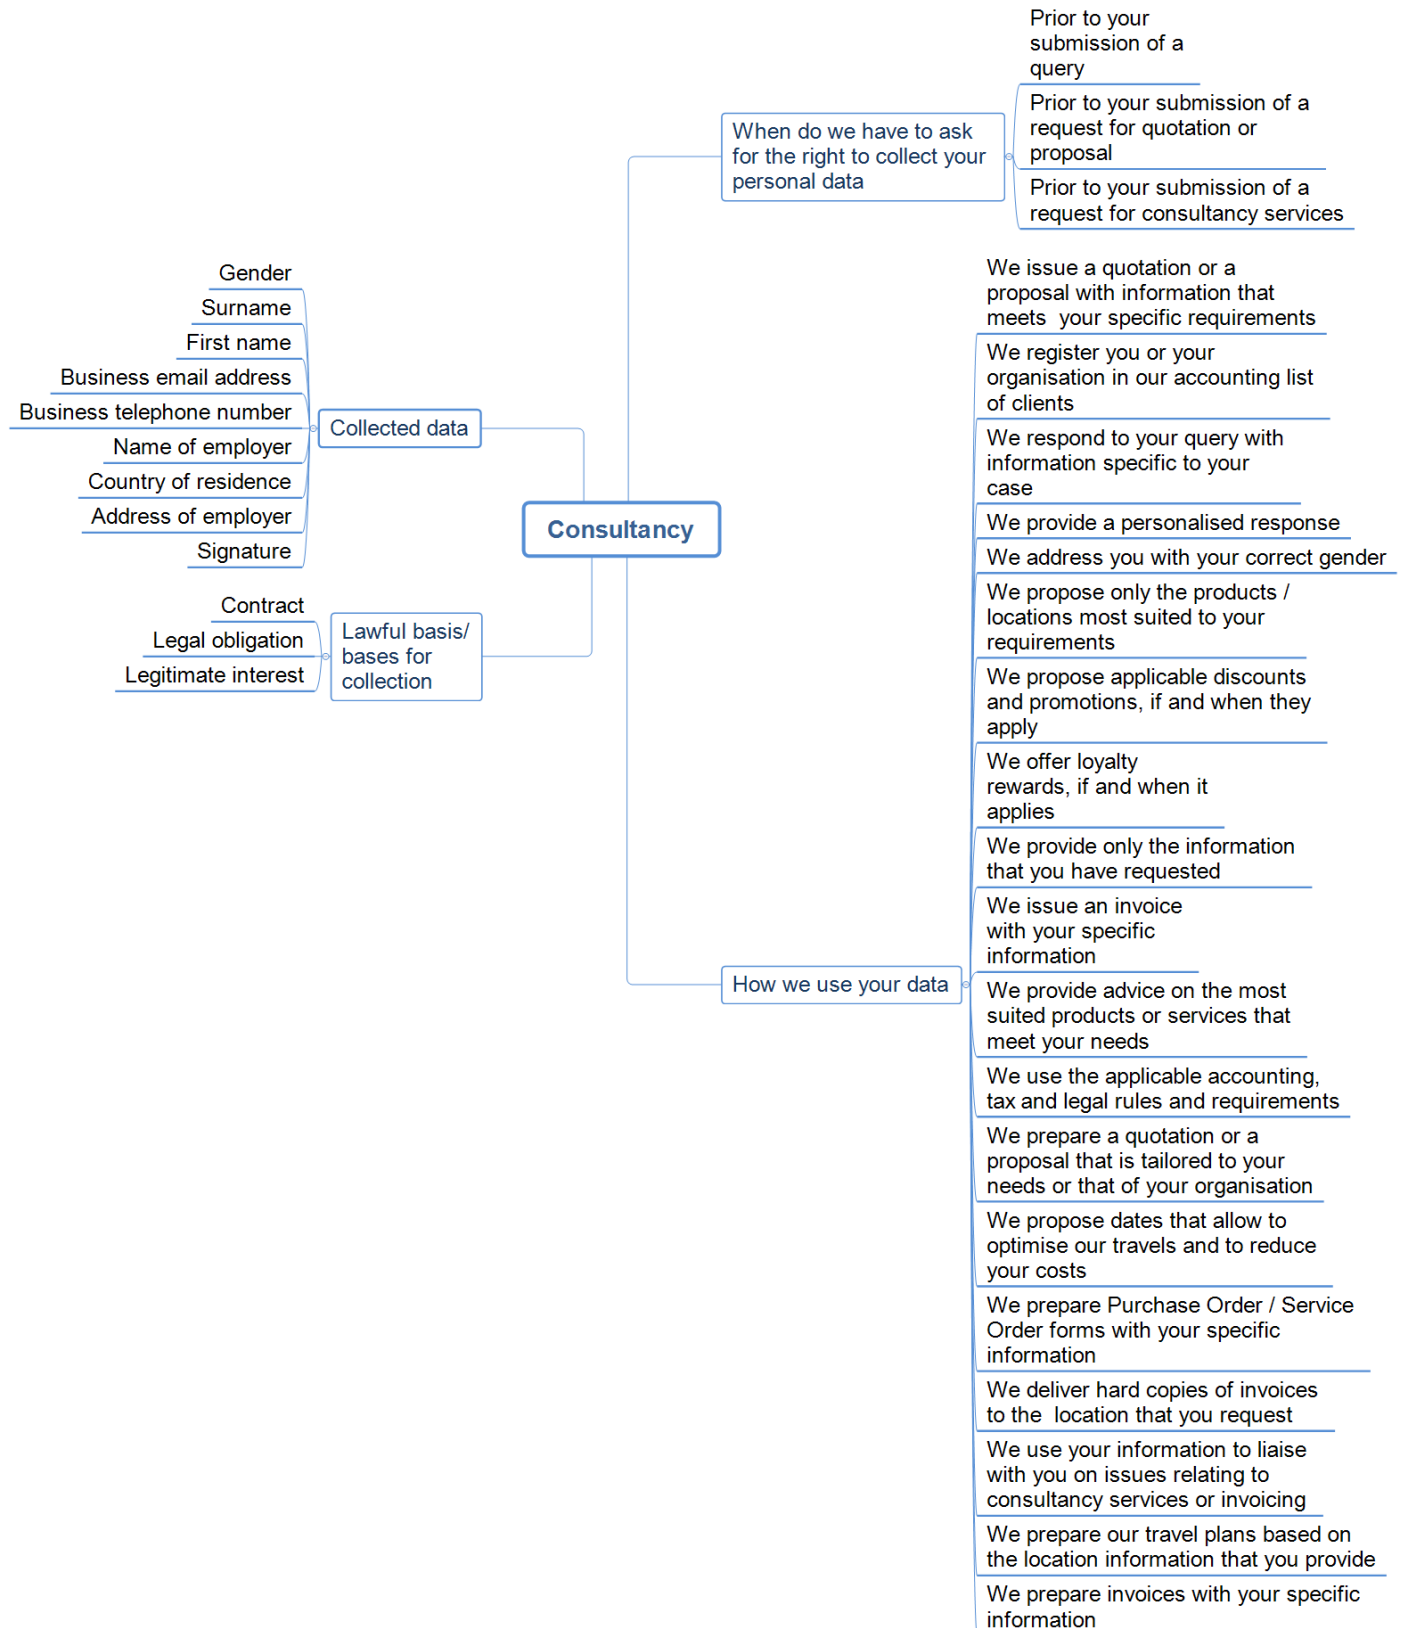 Prior to your
submission of a
query
When do we have to ask
for the right to collect your
personal data
Prior to your submission of a
request for quotation or
proposal
Prior to your submission of a
request for consultancy services
Gender
Surname
First name
Business email address
Business telephone number
Name of employer
Country of residence
Address of employer
Signature
Collected data
Consultancy
Contract
Legal obligation
Legitimate interest
Lawful basis/
bases for
collection
How we use your data
We issue a quotation or a
proposal with information that
meets  your specific requirements
We register you or your
organisation in our accounting list
of clients
We respond to your query with
information specific to your
case
We provide a personalised response
We address you with your correct gender
We propose only the products /
locations most suited to your
requirements
We propose applicable discounts
and promotions, if and when they
apply
We offer loyalty
rewards, if and when it
applies
We provide only the information
that you have requested
We issue an invoice
with your specific
information
We provide advice on the most
suited products or services that
meet your needs
We use the applicable accounting,
tax and legal rules and requirements
We prepare a quotation or a
proposal that is tailored to your
needs or that of your organisation
We propose dates that allow to
optimise our travels and to reduce
your costs
We prepare Purchase Order / Service
Order forms with your specific
information
We deliver hard copies of invoices
to the  location that you request
We use your information to liaise
with you on issues relating to
consultancy services or invoicing
We prepare our travel plans based on
the location information that you provide
We prepare invoices with your specific
information